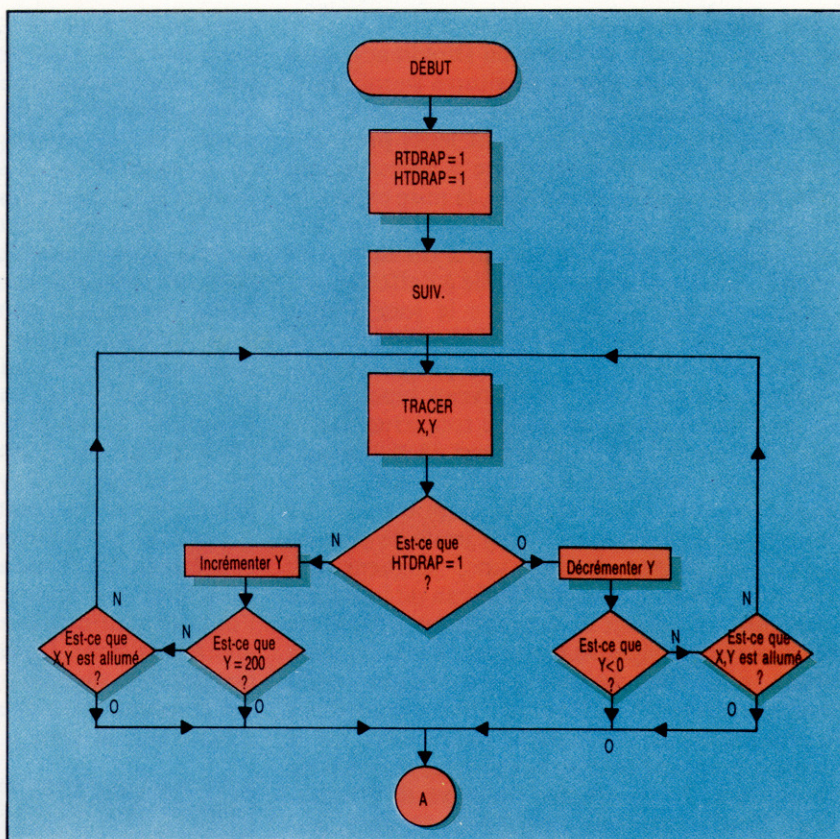 DÉBUT
RTDRAP = 1
HTDRAP = 1
SUIV.
TRACER
X,Y
Est-ce que
HTDRAP = 1
?
N
O
Incrémenter Y
Décrémenter Y
N
N
Est-ce que
X,Y est allumé
?
N
Est-ce que
Y = 200
?
Est-ce que
Y < 0
?
N
Est-ce que
X,Y est allumé
?
O
O
O
O
A